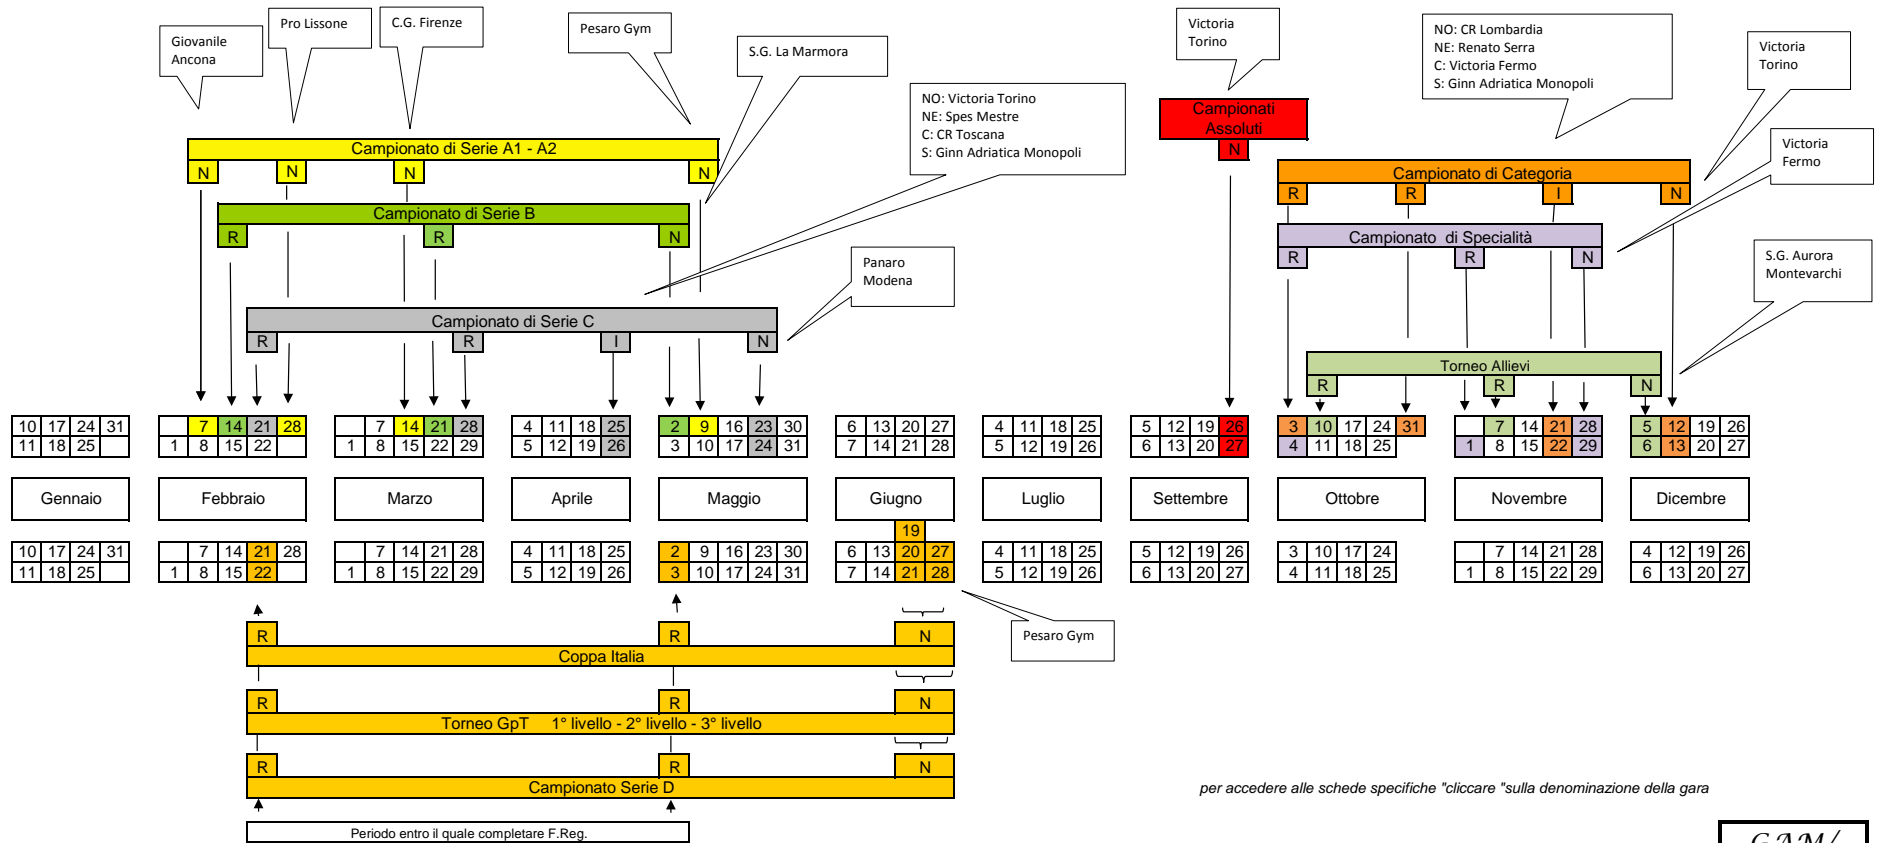 Giovanile
Ancona
Pro Lissone
C.G. Firenze
Pesaro Gym
S.G. La Marmora
NO: Victoria Torino
NE: Spes Mestre
C: CR Toscana
S: Ginn Adriatica Monopoli
Panaro
Modena
Victoria
Torino
NO: CR Lombardia
NE: Renato Serra
C: Victoria Fermo
S: Ginn Adriatica Monopoli
Victoria
Torino
Victoria
Fermo
S.G. Aurora
Montevarchi
Campionato di Serie A1 - A2
N N N N
Campionato di Serie B
R R N
Campionato di Serie C
R R I N
Campionati
Assoluti
N
Campionato di Categoria
R R I N
Campionato di Specialità
R R N
Torneo Allievi
R R N
10 17 24 31 7 14 21 28 7 14 21 28 4 11 18 25 2 9 16 23 30 6 13 20 27 4 11 18 25 5 12 19 26 3 10 17 24 31 7 14 21 28 5 12 19 26
11 18 25 1 8 15 22 1 8 15 22 29 5 12 19 26 3 10 17 24 31 7 14 21 28 5 12 19 26 6 13 20 27 4 11 18 25 1 8 15 22 29 6 13 20 27
Gennaio Febbraio Marzo Aprile Maggio Giugno Luglio Settembre Ottobre Novembre Dicembre
19
10 17 24 31 7 14 21 28 7 14 21 28 4 11 18 25 2 9 16 23 30 6 13 20 27 4 11 18 25 5 12 19 26 3 10 17 24 7 14 21 28 4 12 19 26
11 18 25 1 8 15 22 1 8 15 22 29 5 12 19 26 3 10 17 24 31 7 14 21 28 5 12 19 26 6 13 20 27 4 11 18 25 1 8 15 22 29 6 13 20 27
R R N
Coppa Italia
Pesaro Gym
R R N
Torneo GpT 1° livello - 2° livello - 3° livello
R R N
Campionato Serie D
Periodo entro il quale completare F.Reg.
per accedere alle schede specifiche "cliccare "sulla denominazione della gara
GAM/